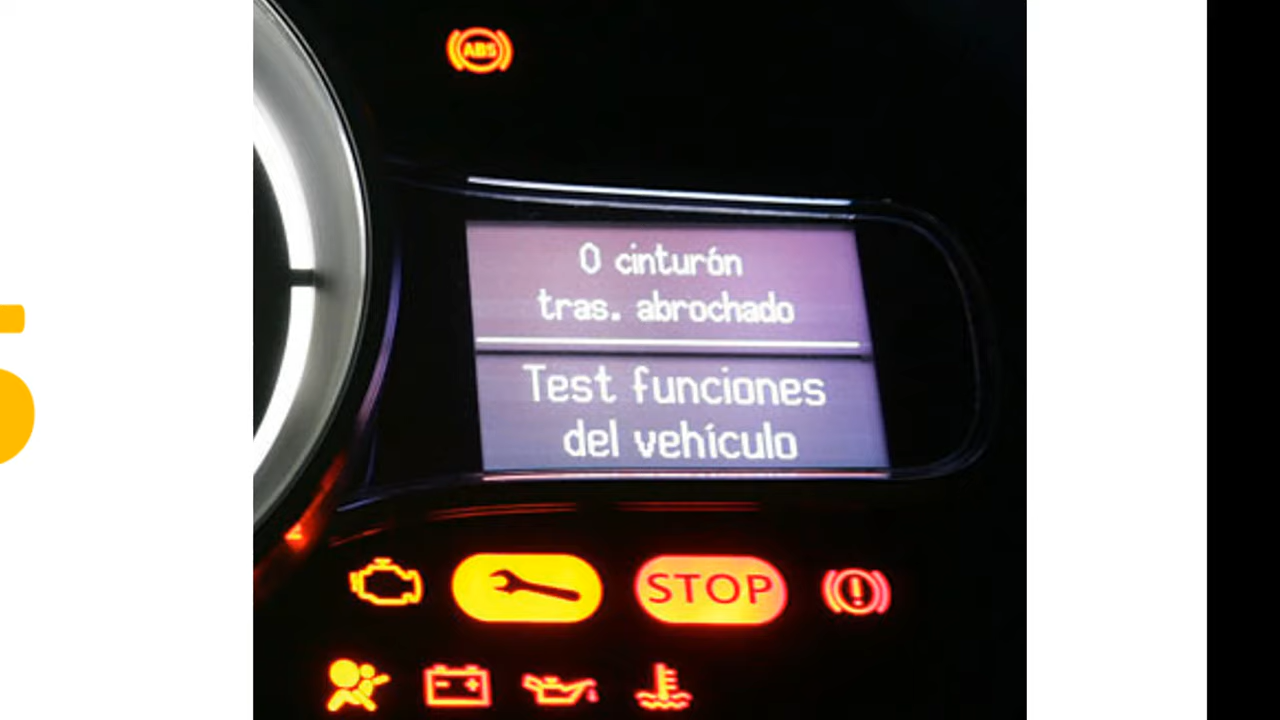 ABS
0 cinturón
tras. abrochado
Test funciones
del vehículo
STOP